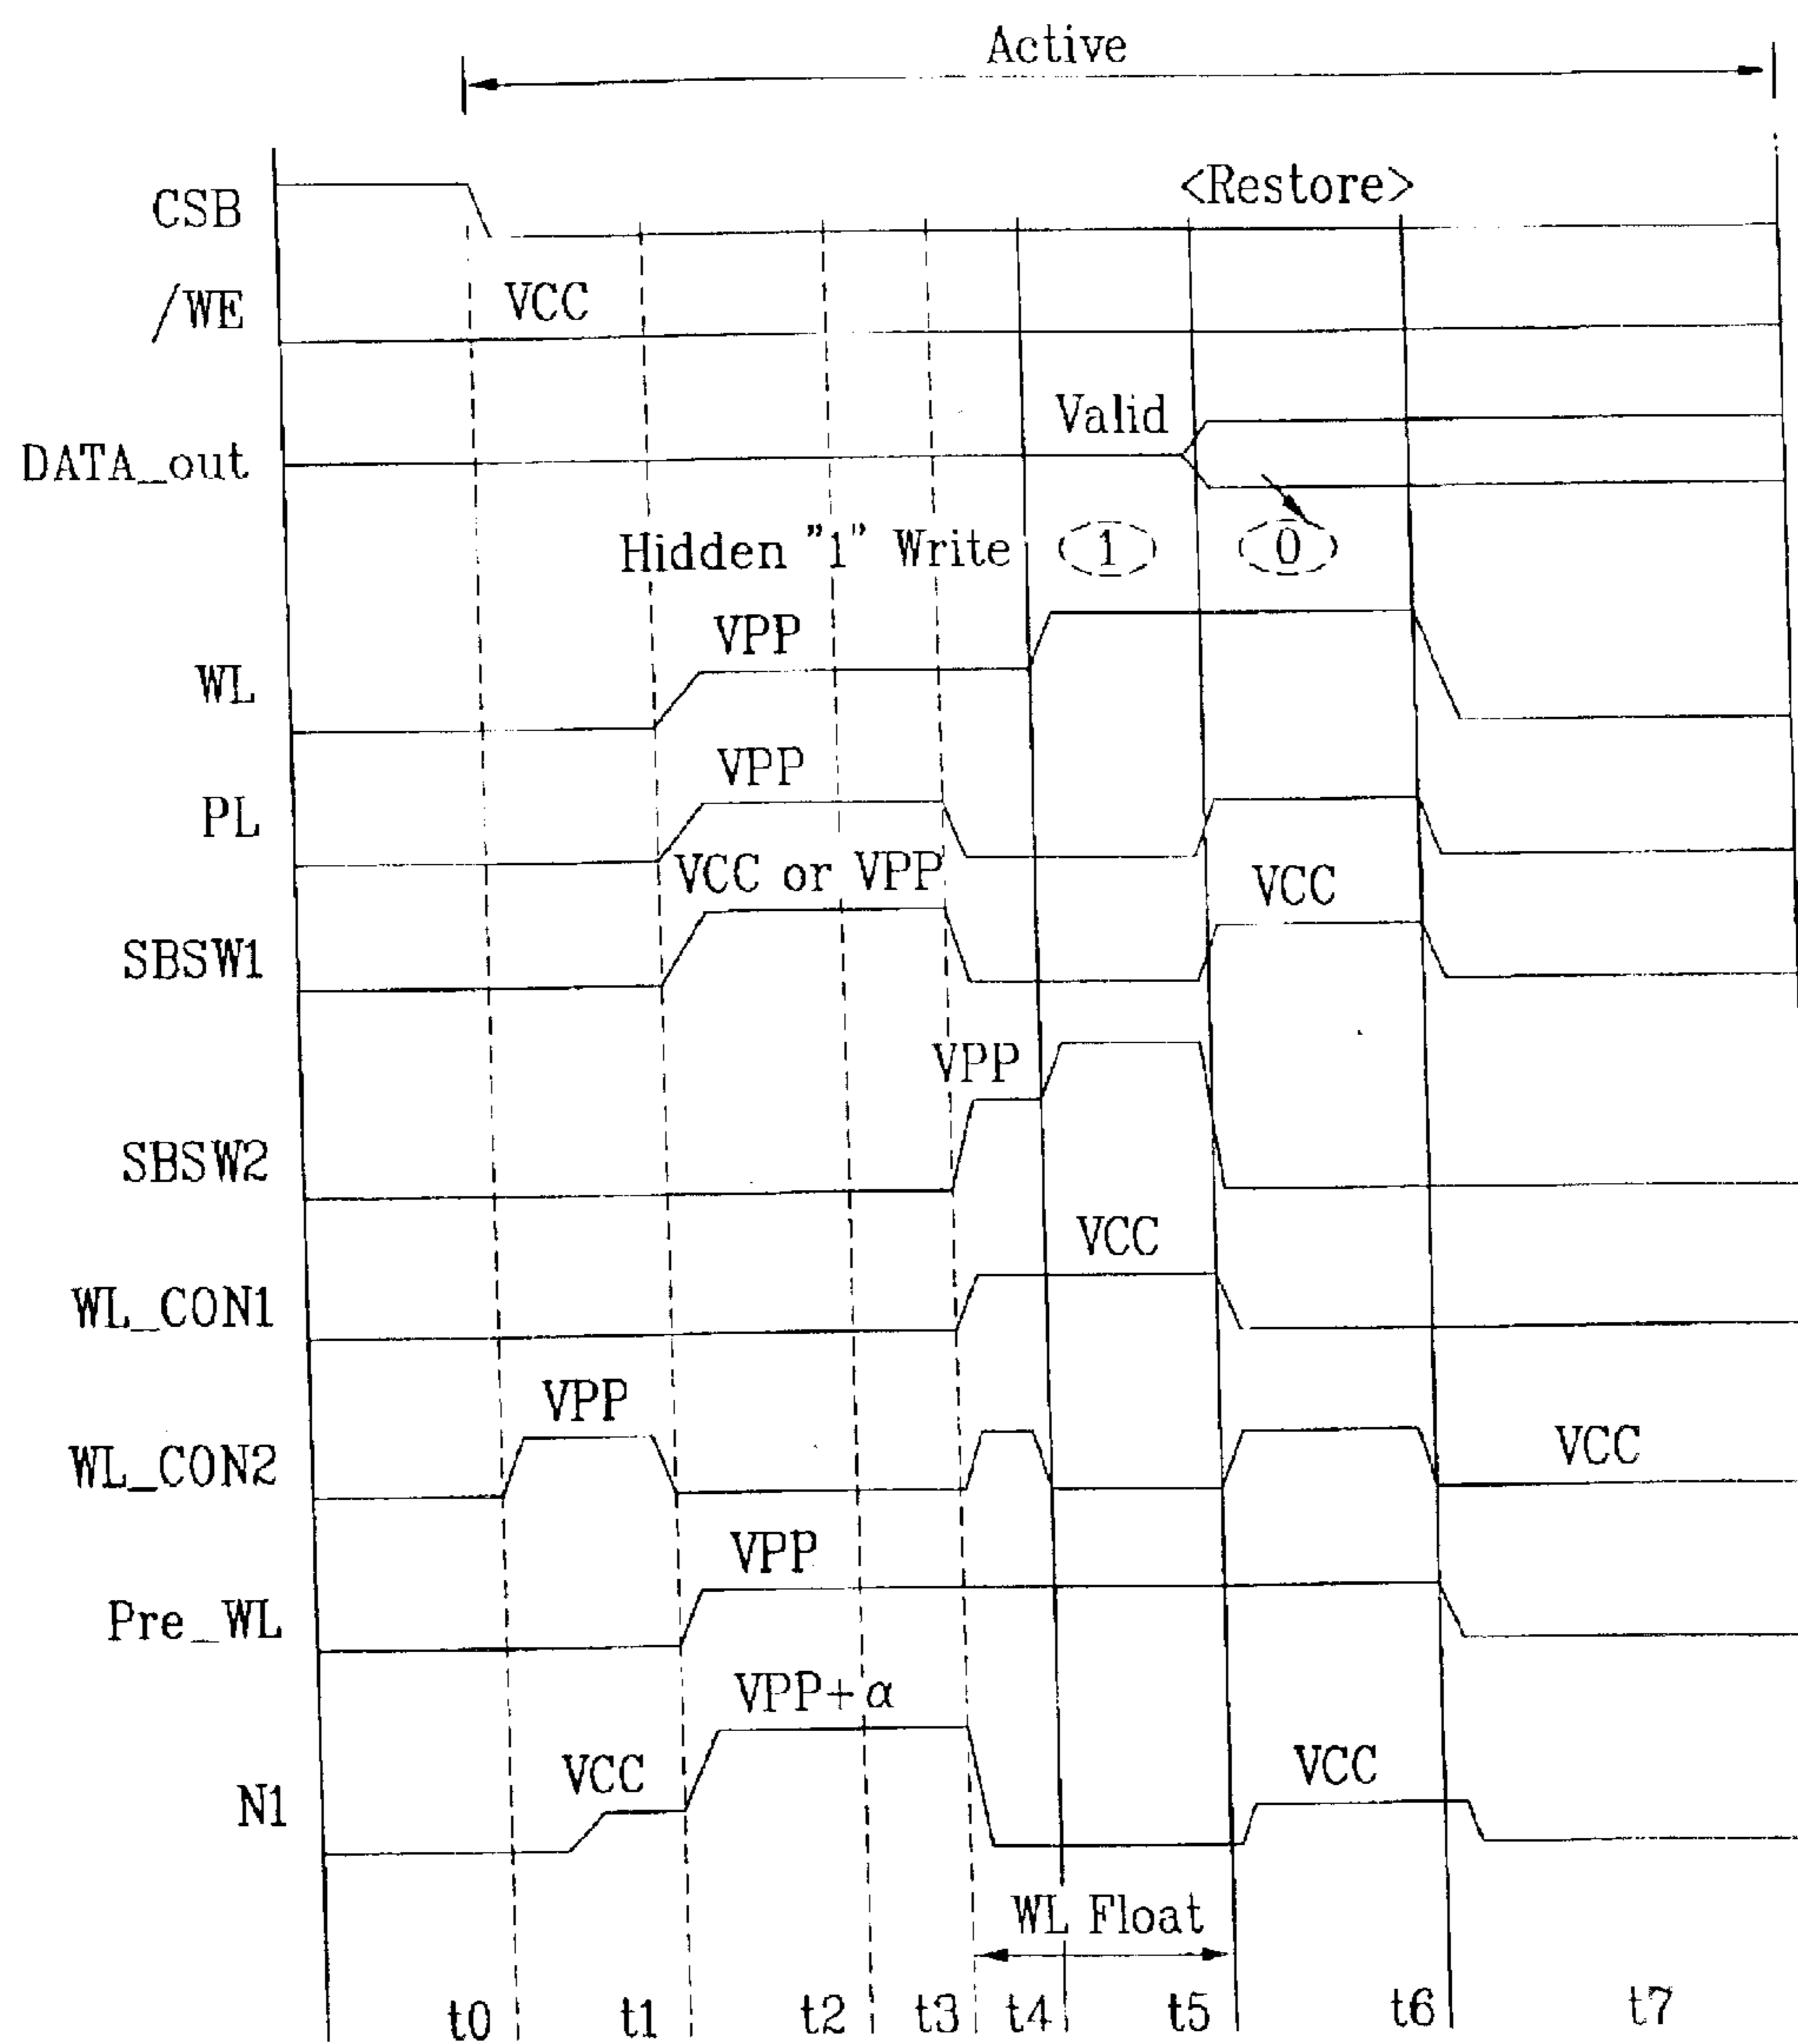 Active
<Restore>
CSB
/WE VCC
Valid
DATA_out
Hidden "1" Write 1 0
VPP
WL
VPP
PL
VCC or VPP VCC
SBSW1
VPP
SBSW2
VCC
WL_CON1
VPP
WL_CON2 VCC
VPP
Pre_WL
VPP+α
VCC VCC
N1
WL Float
t0 t1 t2 t3 t4 t5 t6 t7